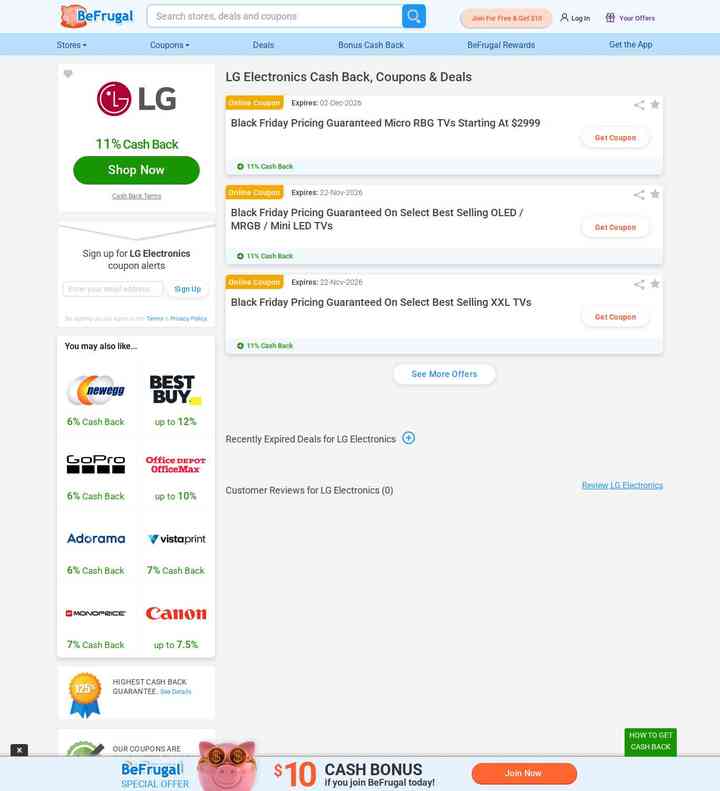 BeFrugal
Search stores, deals and coupons
Join For Free & Get $10
Log In
Your Offers
Stores
Coupons
Deals
Bonus Cash Back
BeFrugal Rewards
Get the App
LG
11% Cash Back
Shop Now
Cash Back Terms
Sign up for LG Electronics
coupon alerts
Enter your email address
Sign Up
Terms
Privacy Policy
You may also like...
newegg
6% Cash Back
BEST
BUY
up to 12%
GoPro
6% Cash Back
Office DEPOT
OfficeMax
up to 10%
Adorama
6% Cash Back
vistaprint
7% Cash Back
MONOPRICE
7% Cash Back
Canon
up to 7.5%
125%
HIGHEST CASH BACK
GUARANTEE. See Details
OUR COUPONS ARE
LG Electronics Cash Back, Coupons & Deals
Online Coupon
Expires: 02-Dec-2026
Black Friday Pricing Guaranteed Micro RBG TVs Starting At $2999
Get Coupon
11% Cash Back
Online Coupon
Expires: 22-Nov-2026
Black Friday Pricing Guaranteed On Select Best Selling OLED /
MRGB / Mini LED TVs
Get Coupon
11% Cash Back
Online Coupon
Expires: 22-Nov-2026
Black Friday Pricing Guaranteed On Select Best Selling XXL TVs
Get Coupon
11% Cash Back
See More Offers
Recently Expired Deals for LG Electronics
Customer Reviews for LG Electronics (0)
Review LG Electronics
HOW TO GET
CASH BACK
x
BeFrugal
SPECIAL OFFER
$10
CASH BONUS
if you join BeFrugal today!
Join Now